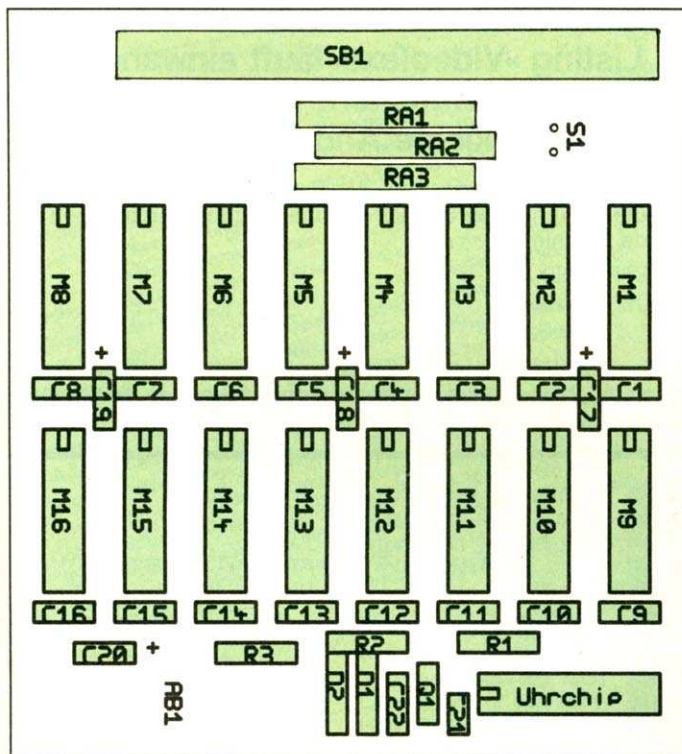 SB1
RA1
RA2
RA3
S1
M8 M7 M6 M5 M4 M3 M2 M1
+ + +
C8 C19 C7 C6 C5 C18 C4 C3 C2 C17 C1
M16 M15 M14 M13 M12 M11 M10 M9
C16 C15 C14 C13 C12 C11 C10 C9
C20 + R3 R2 R1
AB1 D2 D1 C22 Q1 C21 Uhrchip